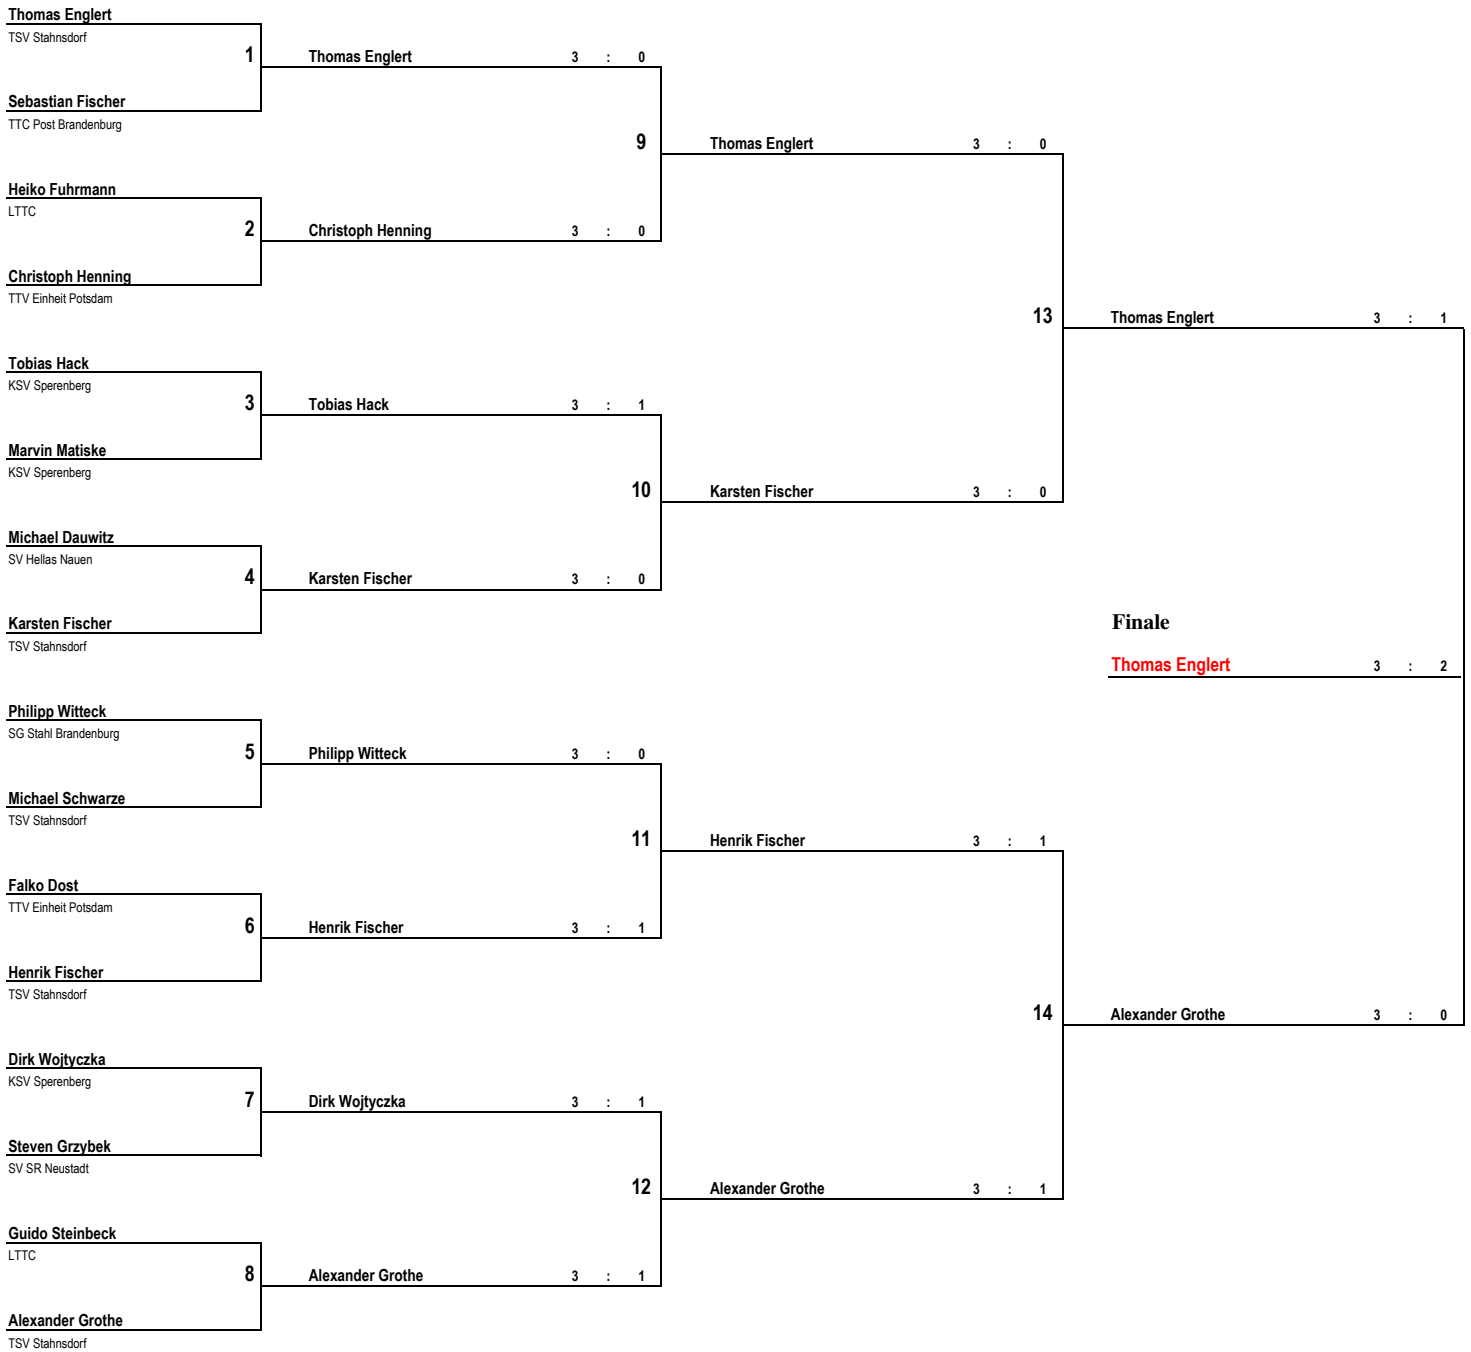 Thomas Englert
TSV Stahnsdorf
1
Thomas Englert 3 : 0
Sebastian Fischer
TTC Post Brandenburg
9
Thomas Englert 3 : 0
Heiko Fuhrmann
LTTC
2
Christoph Henning 3 : 0
Christoph Henning
TTV Einheit Potsdam
13
Thomas Englert 3 : 1
Tobias Hack
KSV Sperenberg
3
Tobias Hack 3 : 1
Marvin Matiske
KSV Sperenberg
10
Karsten Fischer 3 : 0
Michael Dauwitz
SV Hellas Nauen
4
Karsten Fischer 3 : 0
Karsten Fischer
TSV Stahnsdorf
Finale
Thomas Englert 3 : 2
Philipp Witteck
SG Stahl Brandenburg
5
Philipp Witteck 3 : 0
Michael Schwarze
TSV Stahnsdorf
11
Henrik Fischer 3 : 1
Falko Dost
TTV Einheit Potsdam
6
Henrik Fischer 3 : 1
Henrik Fischer
TSV Stahnsdorf
14
Alexander Grothe 3 : 0
Dirk Wojtyczka
KSV Sperenberg
7
Dirk Wojtyczka 3 : 1
Steven Grzybek
SV SR Neustadt
12
Alexander Grothe 3 : 1
Guido Steinbeck
LTTC
8
Alexander Grothe 3 : 1
Alexander Grothe
TSV Stahnsdorf